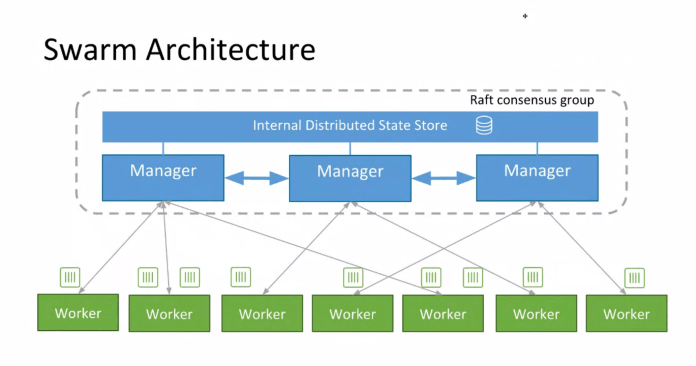 Swarm Architecture
Raft consensus group
Internal Distributed State Store
Manager
Manager
Manager
Worker
Worker
Worker
Worker
Worker
Worker
Worker